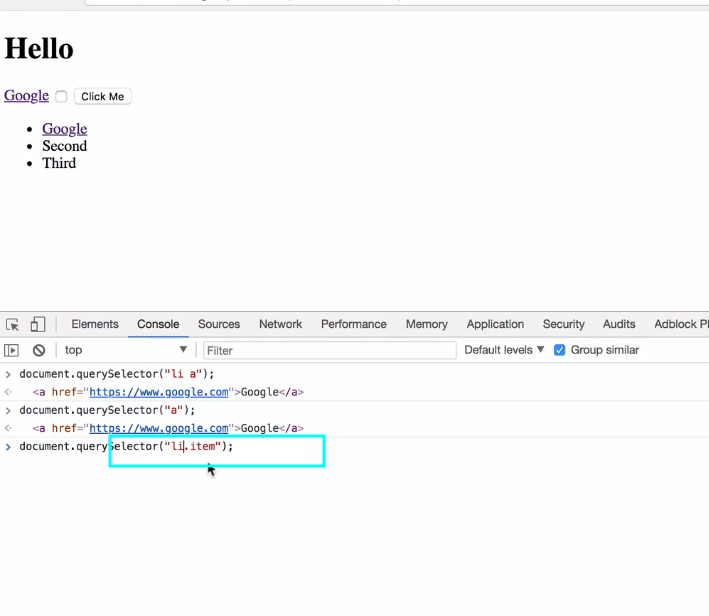 Hello
Google Click Me
Google
Second
Third
Elements Console Sources Network Performance Memory Application Security Audits Adblock Pl
top ▼ Filter Default levels ▼ Group similar
> document.querySelector("li a");
<a href="https://www.google.com">Google</a>
> document.querySelector("a");
<a href="https://www.google.com">Google</a>
> document.querySelector("li.item");